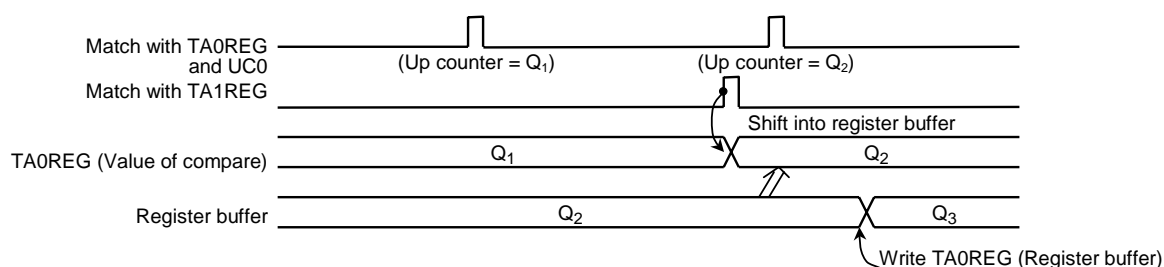 Match with TA0REG
and UC0
(Up counter = Q₁)
(Up counter = Q₂)
Match with TA1REG
Shift into register buffer
TA0REG (Value of compare)
Q₁
Q₂
Register buffer
Q₂
Q₃
Write TA0REG (Register buffer)